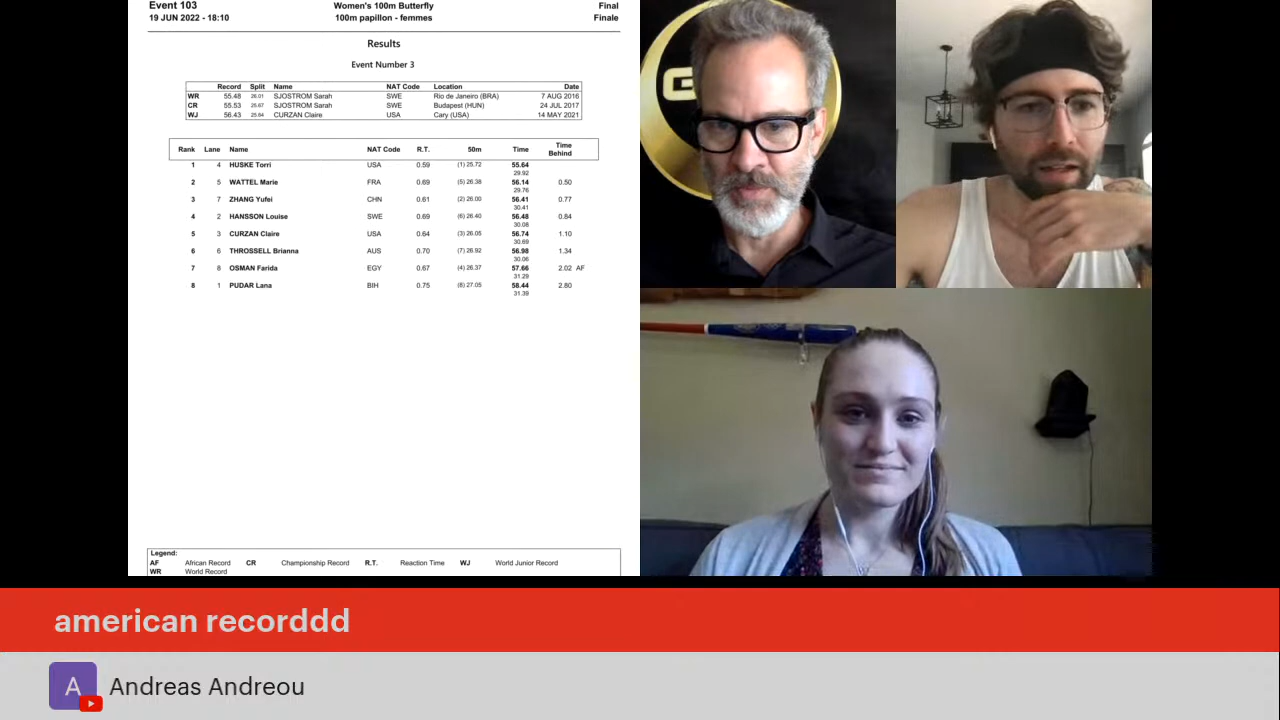 Event 103 Women's 100m Butterfly Final
19 JUN 2022 - 18:10 100m papillon - femmes Finale
Results
Event Number 3
Record Split Name NAT Code Location Date
WR 55.48 26.01 SJOSTROM Sarah SWE Rio de Janeiro (BRA) 7 AUG 2016
CR 55.53 25.67 SJOSTROM Sarah SWE Budapest (HUN) 24 JUL 2017
WJ 56.43 25.64 CURZAN Claire USA Cary (USA) 14 MAY 2021
Rank Lane Name NAT Code R.T. 50m Time Time Behind
1 4 HUSKE Torri USA 0.59 (1) 25.72 55.64
29.92
2 5 WATTEL Marie FRA 0.69 (5) 26.38 56.14 0.50
29.76
3 7 ZHANG Yufei CHN 0.61 (2) 26.00 56.41 0.77
30.41
4 2 HANSSON Louise SWE 0.69 (6) 26.40 56.48 0.84
30.08
5 3 CURZAN Claire USA 0.64 (3) 26.05 56.74 1.10
30.69
6 6 THROSSELL Brianna AUS 0.70 (7) 26.92 56.98 1.34
30.06
7 8 OSMAN Farida EGY 0.67 (4) 26.37 57.66 2.02 AF
31.29
8 1 PUDAR Lana BIH 0.75 (8) 27.05 58.44 2.80
31.39
Legend:
AF African Record CR Championship Record R.T. Reaction Time WJ World Junior Record
WR World Record
G
american recorddd
A Andreas Andreou